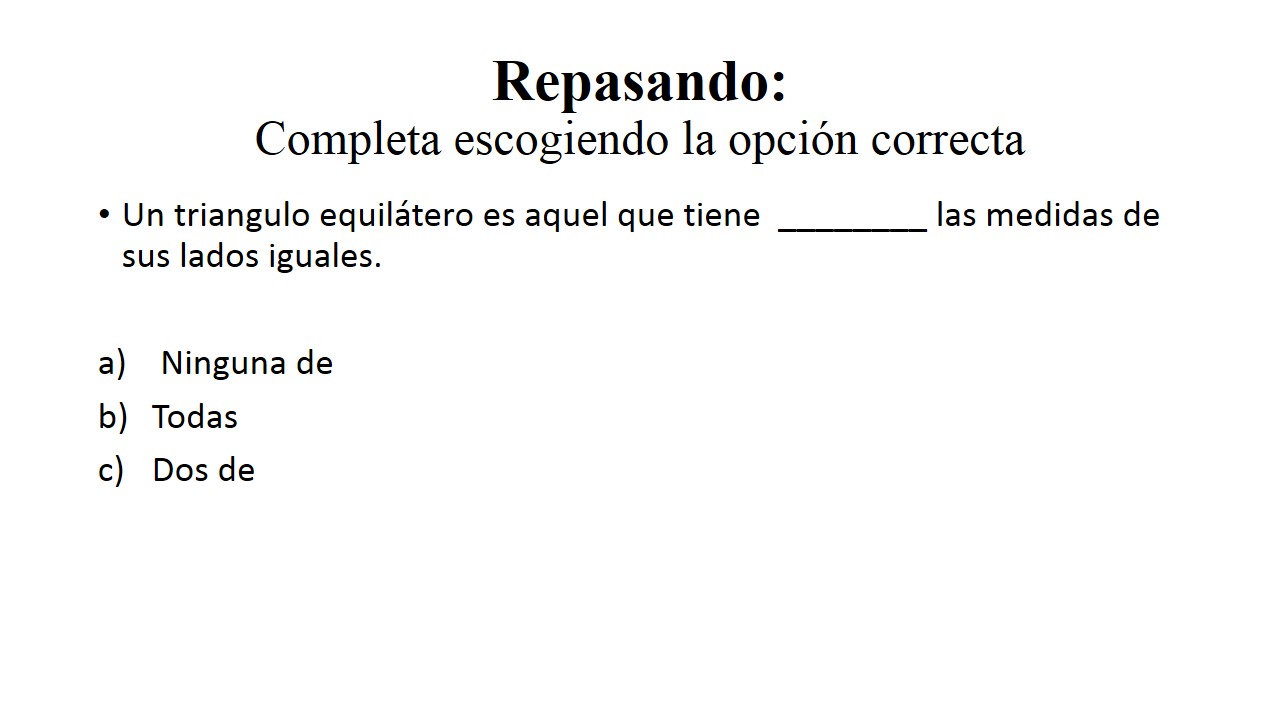 Repasando:
Completa escogiendo la opción correcta
• Un triangulo equilátero es aquel que tiene ________ las medidas de
sus lados iguales.
a) Ninguna de
b) Todas
c) Dos de